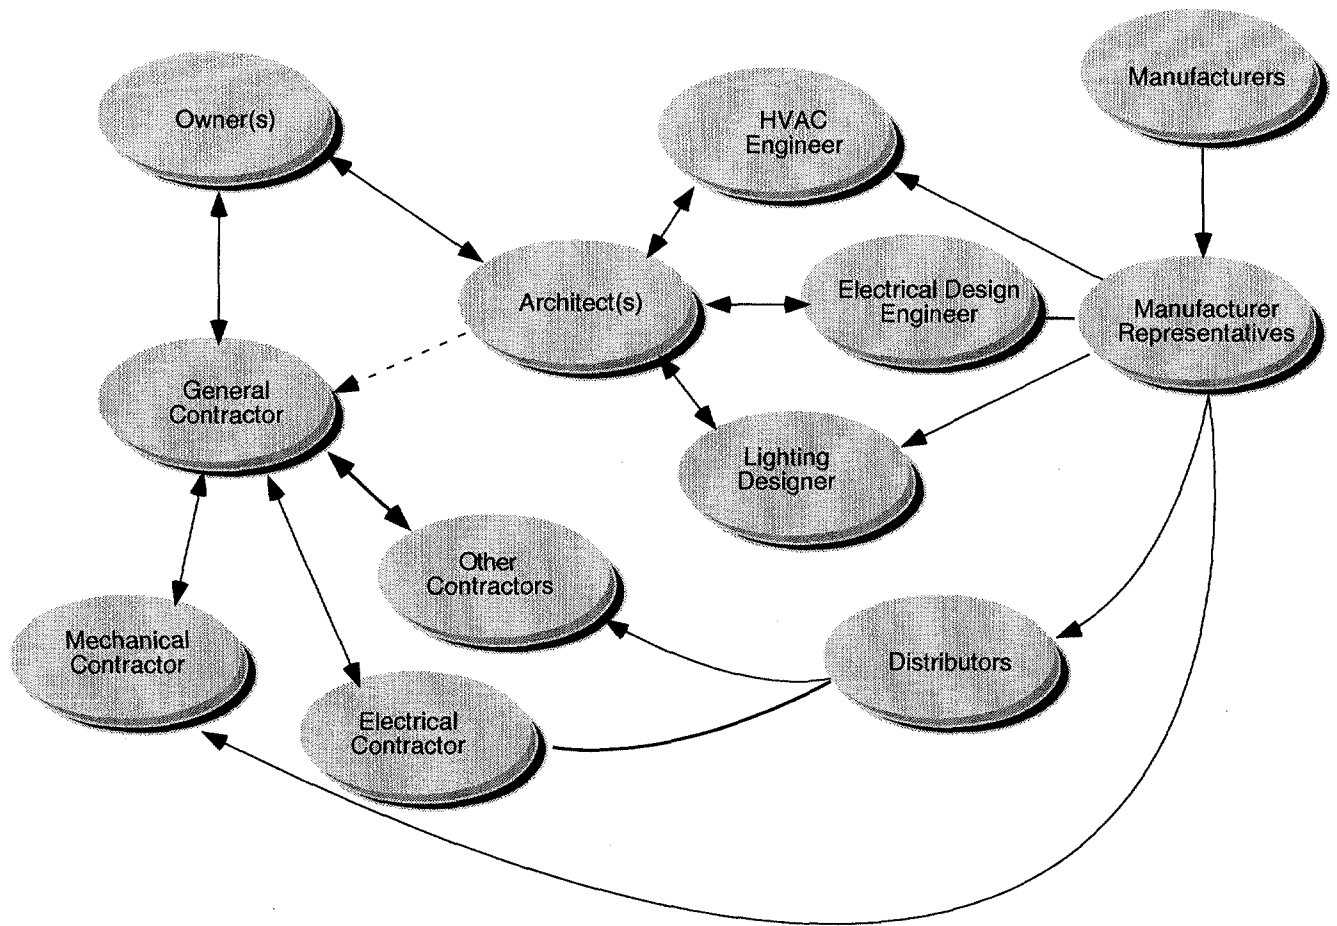 Manufacturers
Owner(s)
HVAC
Engineer
Architect(s)
Electrical Design
Engineer
Manufacturer
Representatives
General
Contractor
Lighting
Designer
Other
Contractors
Mechanical
Contractor
Distributors
Electrical
Contractor